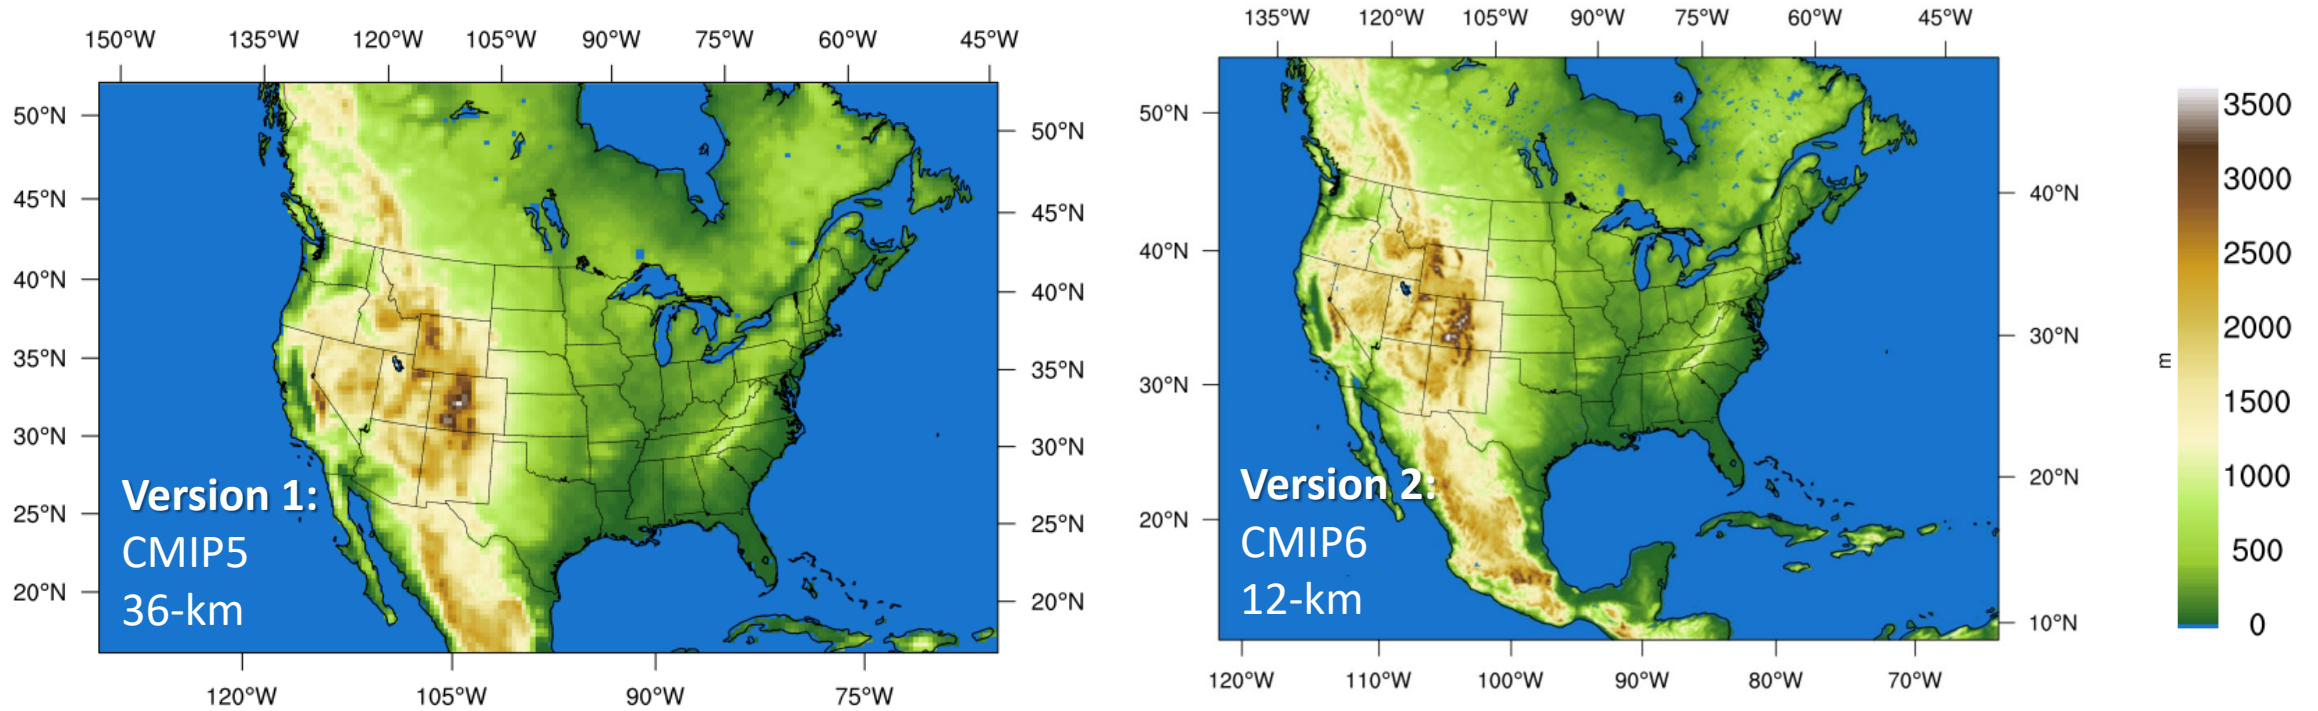 150°W 135°W 120°W 105°W 90°W 75°W 60°W 45°W
50°N
45°N
40°N
35°N
30°N
25°N
20°N
50°N
45°N
40°N
35°N
30°N
25°N
20°N
Version 1:
CMIP5
36-km
120°W 105°W 90°W 75°W
135°W 120°W 105°W 90°W 75°W 60°W 45°W
50°N
40°N
30°N
20°N
40°N
30°N
20°N
10°N
Version 2:
CMIP6
12-km
120°W 110°W 100°W 90°W 80°W 70°W
m
3500
3000
2500
2000
1500
1000
500
0